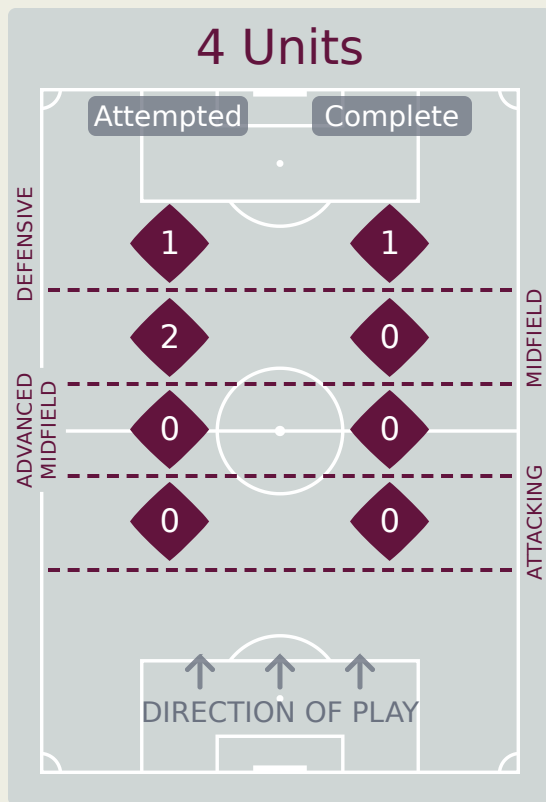 4 Units
Attempted
Complete
DEFENSIVE
1
1
MIDFIELD
2
0
ADVANCED
MIDFIELD
0
0
ATTACKING
0
0
DIRECTION OF PLAY